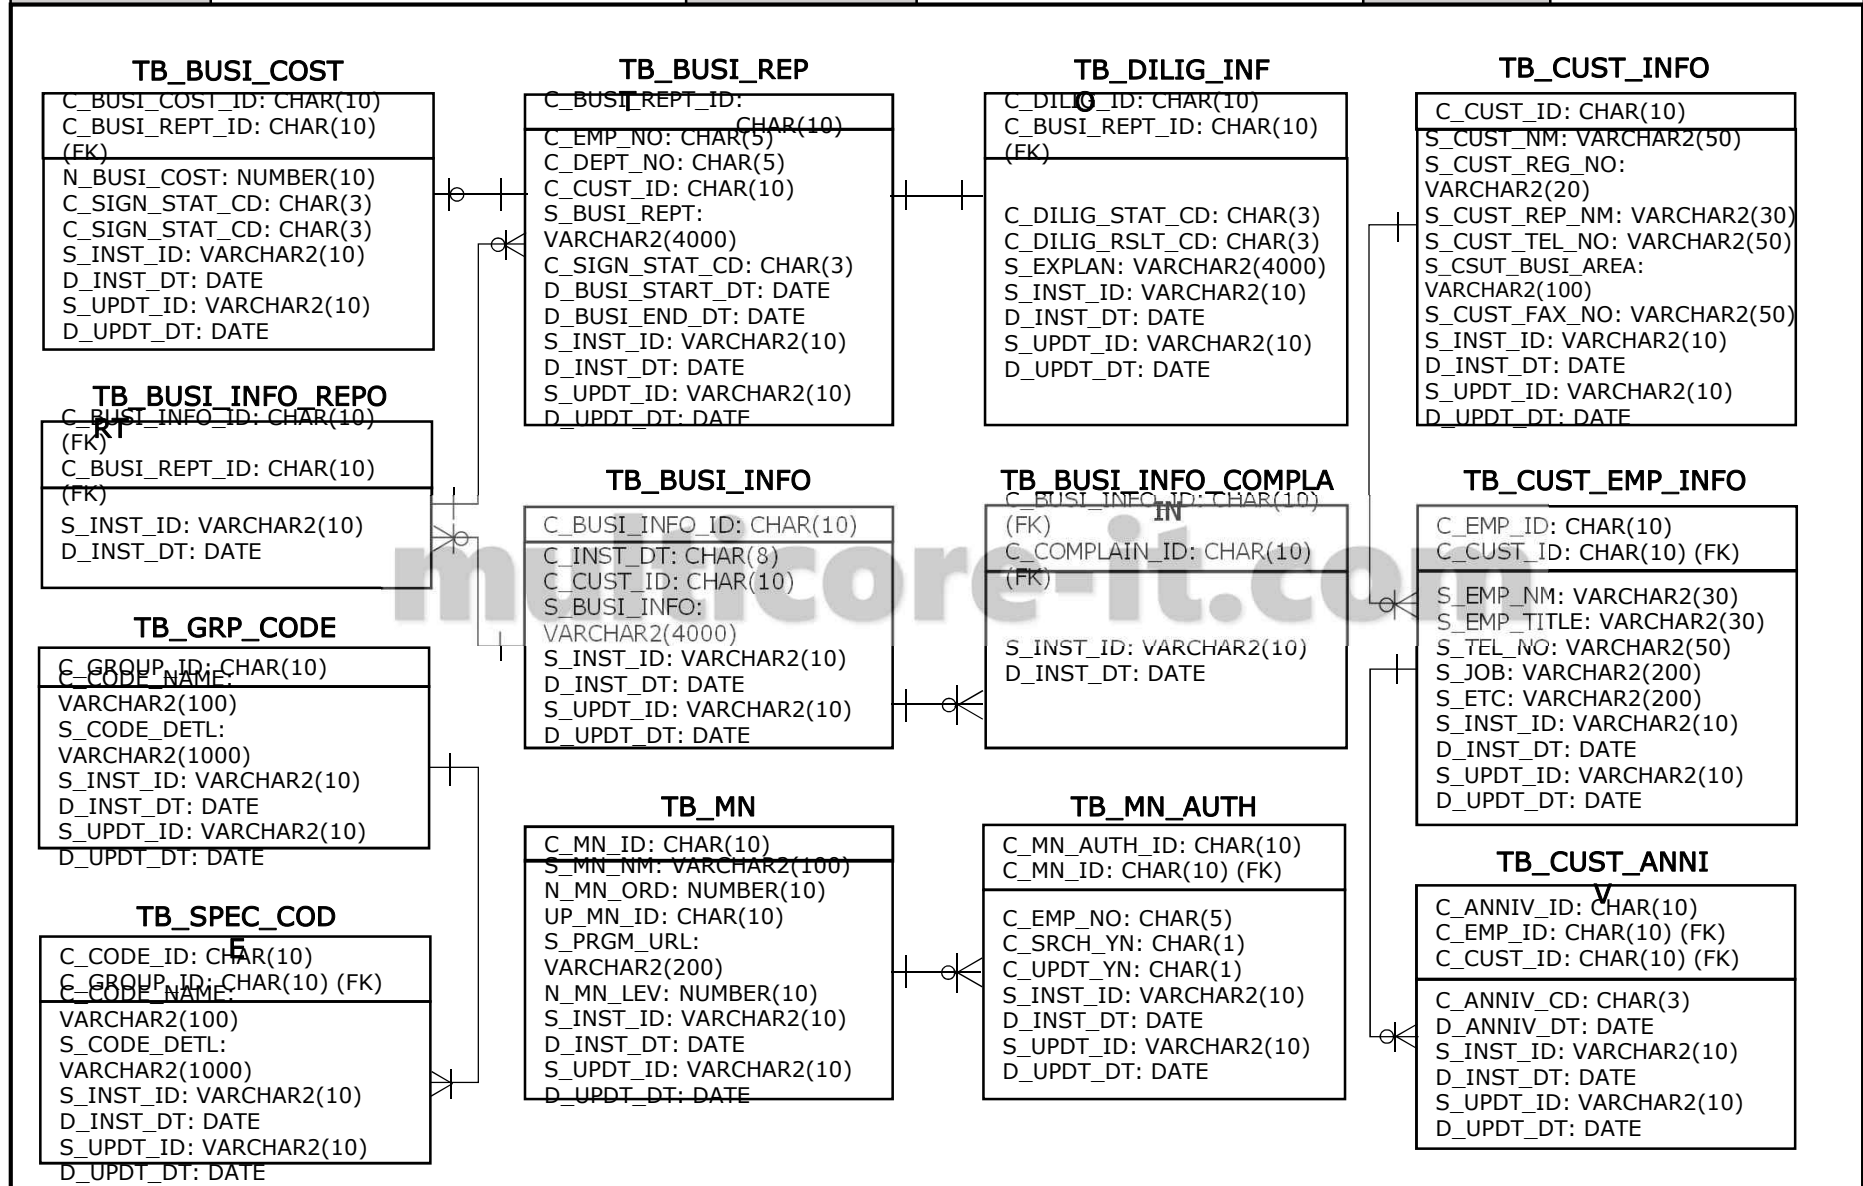 TB_BUSI_COST
C_BUSI_COST_ID: CHAR(10)
C_BUSI_REPT_ID: CHAR(10)
(FK)
N_BUSI_COST: NUMBER(10)
C_SIGN_STAT_CD: CHAR(3)
C_SIGN_STAT_CD: CHAR(3)
S_INST_ID: VARCHAR2(10)
D_INST_DT: DATE
S_UPDT_ID: VARCHAR2(10)
D_UPDT_DT: DATE
TB_BUSI_REP
T
C_BUSI_REPT_ID:
CHAR(10)
C_EMP_NO: CHAR(5)
C_DEPT_NO: CHAR(5)
C_CUST_ID: CHAR(10)
S_BUSI_REPT:
VARCHAR2(4000)
C_SIGN_STAT_CD: CHAR(3)
D_BUSI_START_DT: DATE
D_BUSI_END_DT: DATE
S_INST_ID: VARCHAR2(10)
D_INST_DT: DATE
S_UPDT_ID: VARCHAR2(10)
D_UPDT_DT: DATE
TB_DILIG_INF
O
C_DILIG_ID: CHAR(10)
C_BUSI_REPT_ID: CHAR(10)
(FK)
C_DILIG_STAT_CD: CHAR(3)
C_DILIG_RSLT_CD: CHAR(3)
S_EXPLAN: VARCHAR2(4000)
S_INST_ID: VARCHAR2(10)
D_INST_DT: DATE
S_UPDT_ID: VARCHAR2(10)
D_UPDT_DT: DATE
TB_CUST_INFO
C_CUST_ID: CHAR(10)
S_CUST_NM: VARCHAR2(50)
S_CUST_REG_NO:
VARCHAR2(20)
S_CUST_REP_NM: VARCHAR2(30)
S_CUST_TEL_NO: VARCHAR2(50)
S_CSUT_BUSI_AREA:
VARCHAR2(100)
S_CUST_FAX_NO: VARCHAR2(50)
S_INST_ID: VARCHAR2(10)
D_INST_DT: DATE
S_UPDT_ID: VARCHAR2(10)
D_UPDT_DT: DATE
TB_BUSI_INFO_REPO
RT
C_BUSI_INFO_ID: CHAR(10)
(FK)
C_BUSI_REPT_ID: CHAR(10)
(FK)
S_INST_ID: VARCHAR2(10)
D_INST_DT: DATE
TB_BUSI_INFO
C_BUSI_INFO_ID: CHAR(10)
C_INST_DT: CHAR(8)
C_CUST_ID: CHAR(10)
S_BUSI_INFO:
VARCHAR2(4000)
S_INST_ID: VARCHAR2(10)
D_INST_DT: DATE
S_UPDT_ID: VARCHAR2(10)
D_UPDT_DT: DATE
TB_BUSI_INFO_COMPLA
IN
C_BUSI_INFO_ID: CHAR(10)
(FK)
C_COMPLAIN_ID: CHAR(10)
(FK)
S_INST_ID: VARCHAR2(10)
D_INST_DT: DATE
TB_CUST_EMP_INFO
C_EMP_ID: CHAR(10)
C_CUST_ID: CHAR(10) (FK)
S_EMP_NM: VARCHAR2(30)
S_EMP_TITLE: VARCHAR2(30)
S_TEL_NO: VARCHAR2(50)
S_JOB: VARCHAR2(200)
S_ETC: VARCHAR2(200)
S_INST_ID: VARCHAR2(10)
D_INST_DT: DATE
S_UPDT_ID: VARCHAR2(10)
D_UPDT_DT: DATE
multicore-it.com
TB_GRP_CODE
C_GROUP_ID: CHAR(10)
C_CODE_NAME:
VARCHAR2(100)
S_CODE_DETL:
VARCHAR2(1000)
S_INST_ID: VARCHAR2(10)
D_INST_DT: DATE
S_UPDT_ID: VARCHAR2(10)
D_UPDT_DT: DATE
TB_MN
C_MN_ID: CHAR(10)
S_MN_NM: VARCHAR2(100)
N_MN_ORD: NUMBER(10)
UP_MN_ID: CHAR(10)
S_PRGM_URL:
VARCHAR2(200)
N_MN_LEV: NUMBER(10)
S_INST_ID: VARCHAR2(10)
D_INST_DT: DATE
S_UPDT_ID: VARCHAR2(10)
D_UPDT_DT: DATE
TB_MN_AUTH
C_MN_AUTH_ID: CHAR(10)
C_MN_ID: CHAR(10) (FK)
C_EMP_NO: CHAR(5)
C_SRCH_YN: CHAR(1)
C_UPDT_YN: CHAR(1)
S_INST_ID: VARCHAR2(10)
D_INST_DT: DATE
S_UPDT_ID: VARCHAR2(10)
D_UPDT_DT: DATE
TB_CUST_ANNI
V
C_ANNIV_ID: CHAR(10)
C_EMP_ID: CHAR(10) (FK)
C_CUST_ID: CHAR(10) (FK)
C_ANNIV_CD: CHAR(3)
D_ANNIV_DT: DATE
S_INST_ID: VARCHAR2(10)
D_INST_DT: DATE
S_UPDT_ID: VARCHAR2(10)
D_UPDT_DT: DATE
TB_SPEC_COD
E
C_CODE_ID: CHAR(10)
C_GROUP_ID: CHAR(10) (FK)
C_CODE_NAME:
VARCHAR2(100)
S_CODE_DETL:
VARCHAR2(1000)
S_INST_ID: VARCHAR2(10)
D_INST_DT: DATE
S_UPDT_ID: VARCHAR2(10)
D_UPDT_DT: DATE